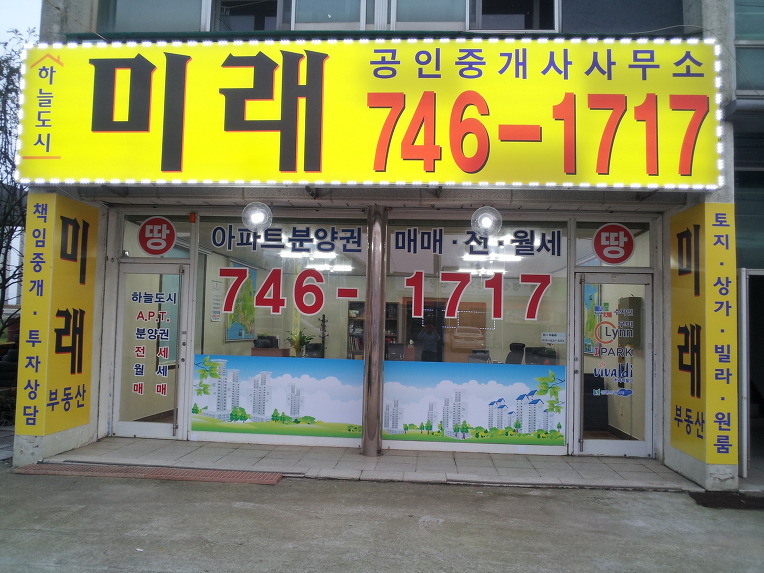 하늘도시
미래
공인중개사사무소
746-1717
책임중개·투자상담
미래
부동산
땅
아파트분양권 매매·전·월세
땅
746-1717
하늘도시
A.P.T.
분양권
전세
월세
매매
Lynn
IPARK
vivaldi
미래
부동산
토지·상가·빌라·원룸